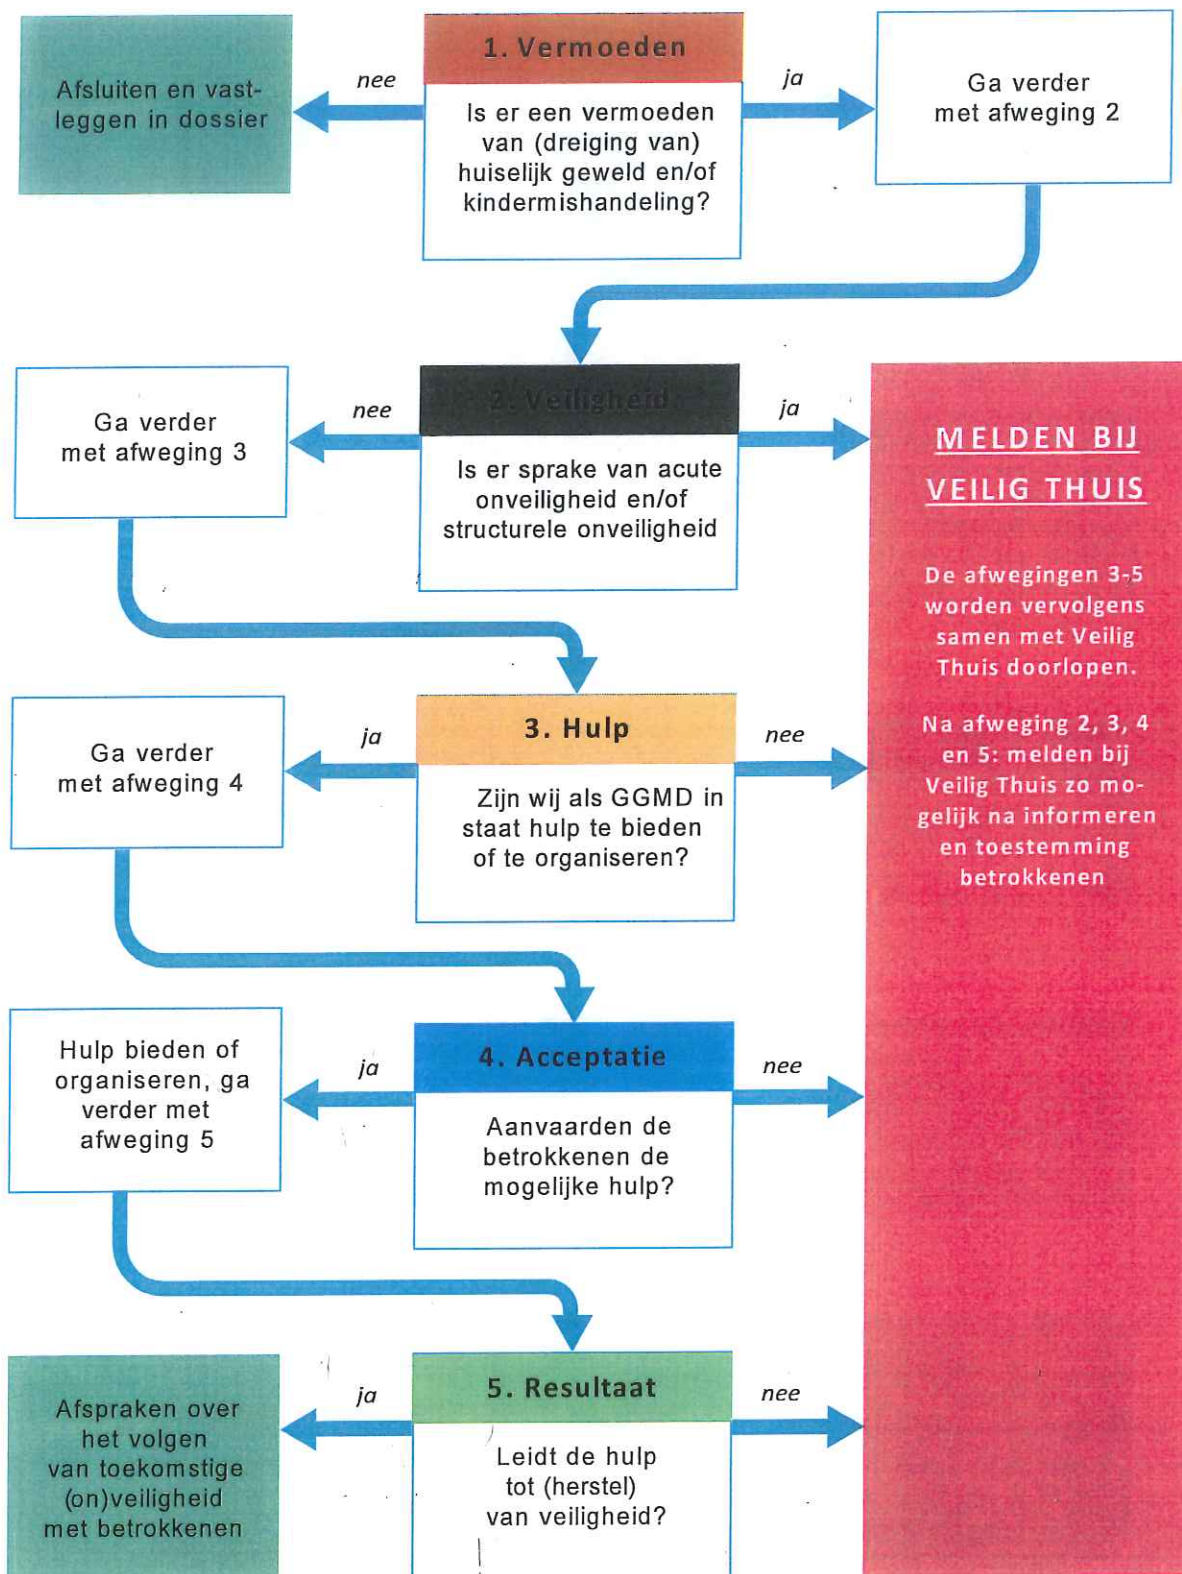 1. Vermoeden
nee
ja
Afsluiten en vast-
leggen in dossier
Is er een vermoeden
van (dreiging van)
huiselijk geweld en/of
kindermishandeling?
Ga verder
met afweging 2
2. Veiligheid
nee
ja
Ga verder
met afweging 3
Is er sprake van acute
onveiligheid en/of
structurele onveiligheid
MELDEN BIJ
VEILIG THUIS
De afwegingen 3-5
worden vervolgens
samen met Veilig
Thuis doorlopen.
Na afweging 2, 3, 4
en 5: melden bij
Veilig Thuis zo mo-
gelijk na informeren
en toestemming
betrokkenen
3. Hulp
ja
nee
Ga verder
met afweging 4
Zijn wij als GGMD in
staat hulp te bieden
of te organiseren?
4. Acceptatie
ja
nee
Hulp bieden of
organiseren, ga
verder met
afweging 5
Aanvaarden de
betrokkenen de
mogelijke hulp?
5. Resultaat
ja
nee
Afspraken over
het volgen
van toekomstige
(on)veiligheid
met betrokkenen
Leidt de hulp
tot (herstel)
van veiligheid?